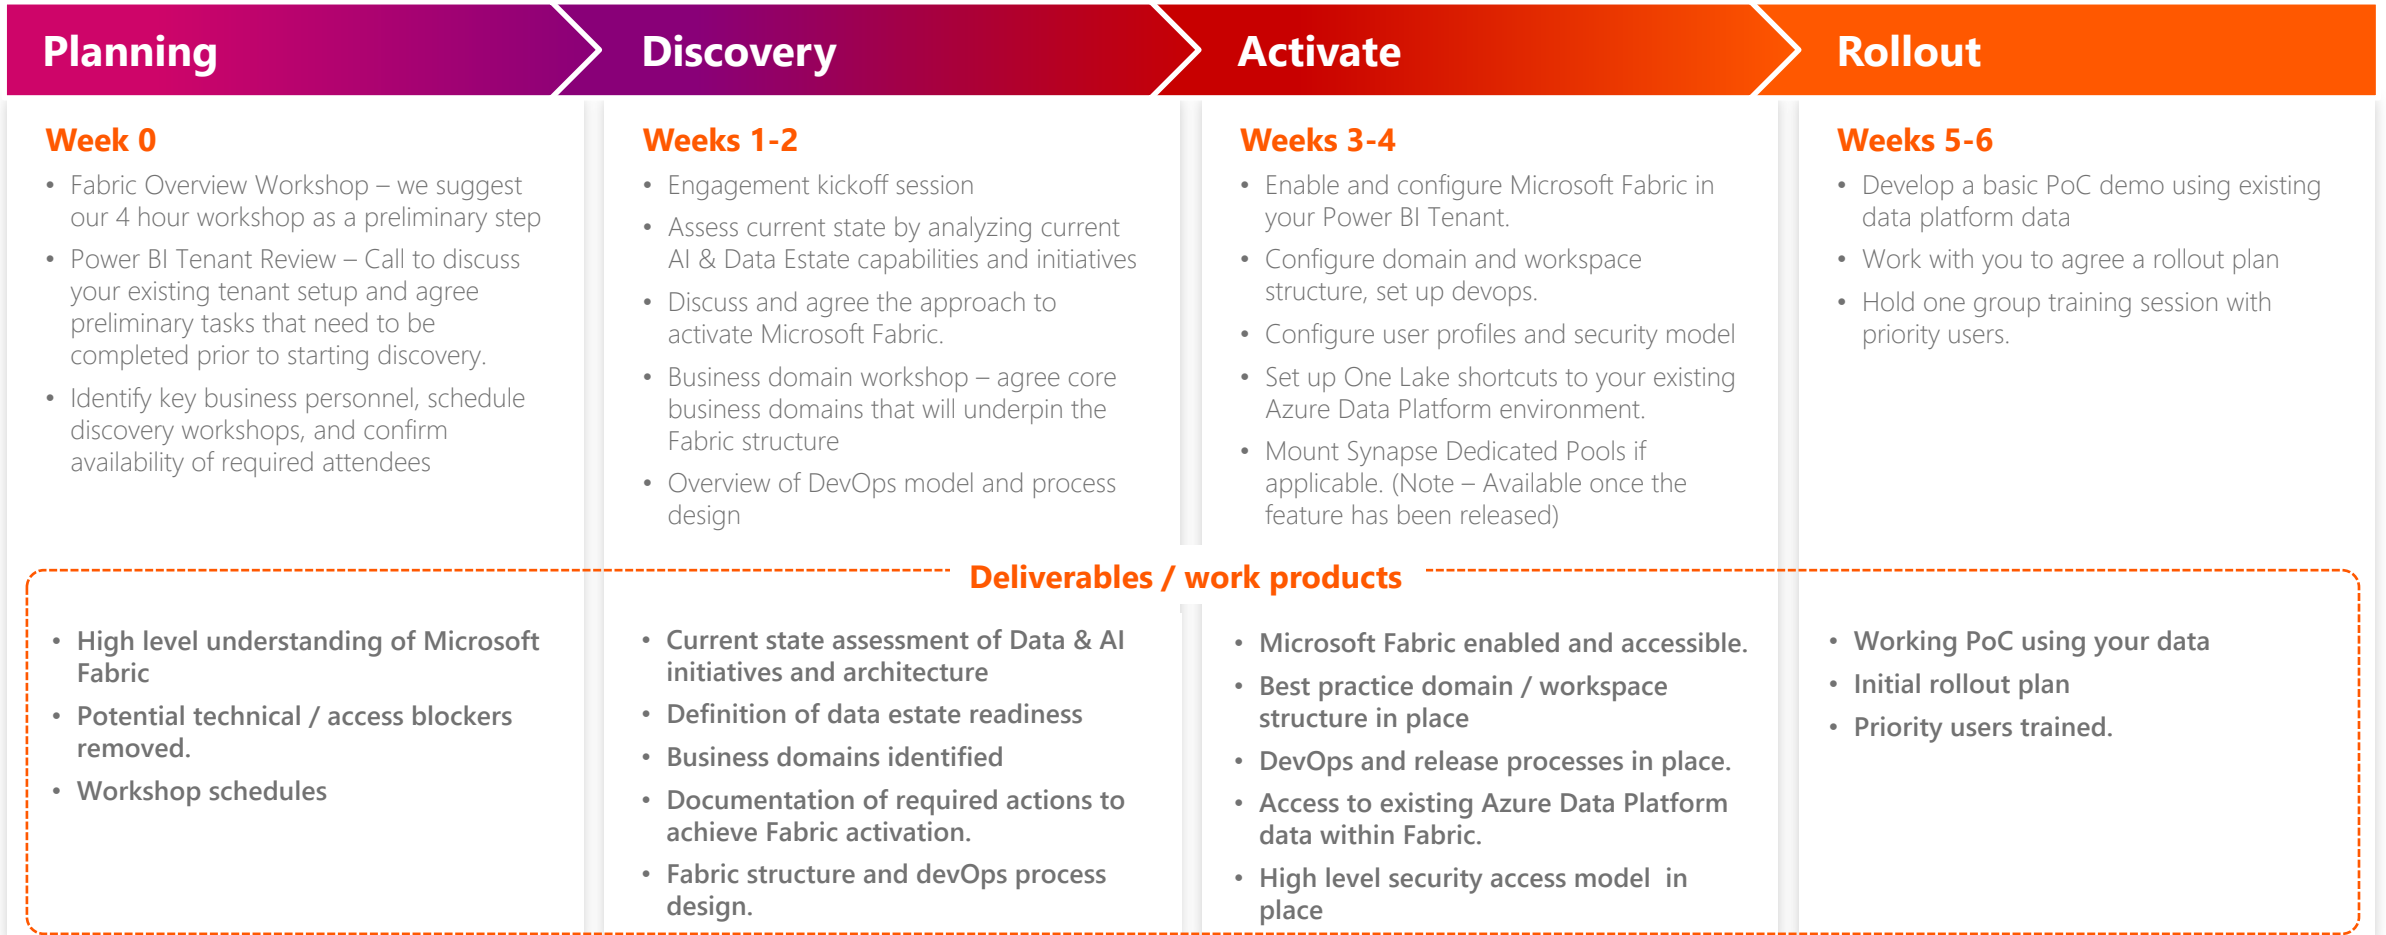 Planning
Discovery
Activate
Rollout
Week 0
• Fabric Overview Workshop – we suggest
our 4 hour workshop as a preliminary step
• Power BI Tenant Review – Call to discuss
your existing tenant setup and agree
preliminary tasks that need to be
completed prior to starting discovery.
• Identify key business personnel, schedule
discovery workshops, and confirm
availability of required attendees
Weeks 1-2
• Engagement kickoff session
• Assess current state by analyzing current
AI & Data Estate capabilities and initiatives
• Discuss and agree the approach to
activate Microsoft Fabric.
• Business domain workshop – agree core
business domains that will underpin the
Fabric structure
• Overview of DevOps model and process
design
Weeks 3-4
• Enable and configure Microsoft Fabric in
your Power BI Tenant.
• Configure domain and workspace
structure, set up devops.
• Configure user profiles and security model
• Set up One Lake shortcuts to your existing
Azure Data Platform environment.
• Mount Synapse Dedicated Pools if
applicable. (Note – Available once the
feature has been released)
Weeks 5-6
• Develop a basic PoC demo using existing
data platform data
• Work with you to agree a rollout plan
• Hold one group training session with
priority users.
Deliverables / work products
• High level understanding of Microsoft
Fabric
• Potential technical / access blockers
removed.
• Workshop schedules
• Current state assessment of Data & AI
initiatives and architecture
• Definition of data estate readiness
• Business domains identified
• Documentation of required actions to
achieve Fabric activation.
• Fabric structure and devOps process
design.
• Microsoft Fabric enabled and accessible.
• Best practice domain / workspace
structure in place
• DevOps and release processes in place.
• Access to existing Azure Data Platform
data within Fabric.
• High level security access model  in
place
• Working PoC using your data
• Initial rollout plan
• Priority users trained.